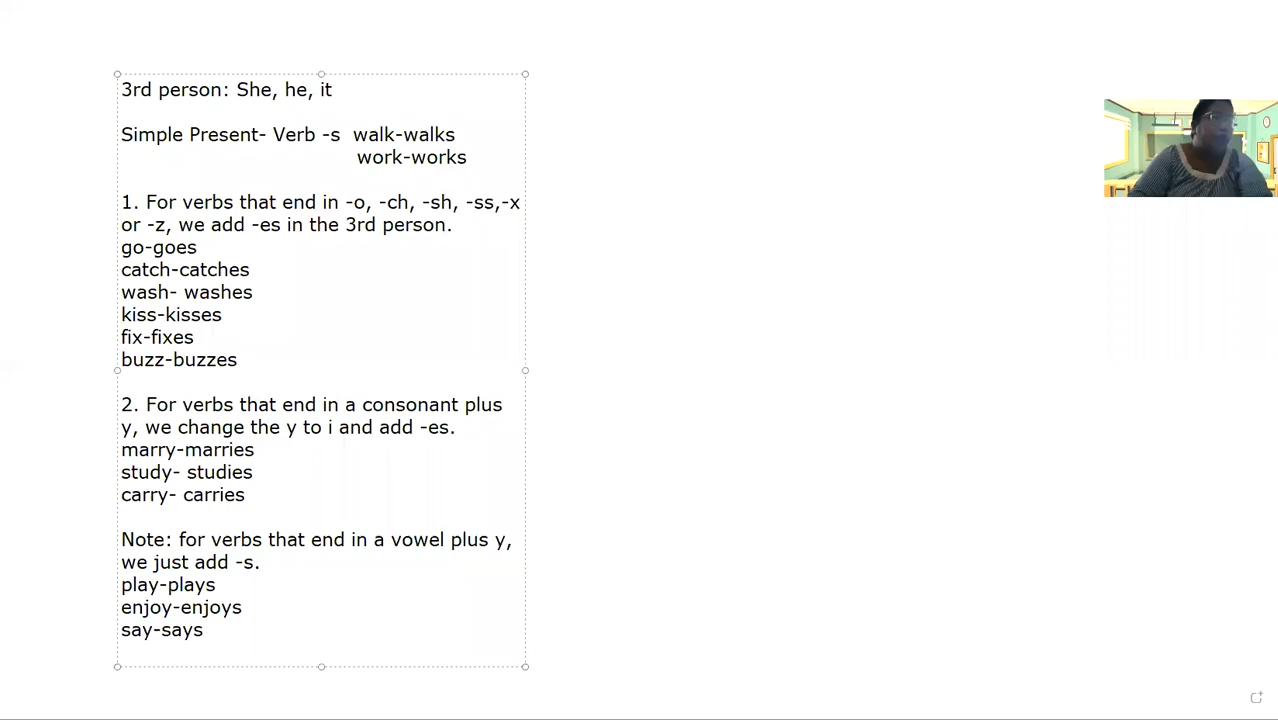 3rd person: She, he, it
Simple Present- Verb -s  walk-walks
work-works
1. For verbs that end in -o, -ch, -sh, -ss,-x
or -z, we add -es in the 3rd person.
go-goes
catch-catches
wash- washes
kiss-kisses
fix-fixes
buzz-buzzes
2. For verbs that end in a consonant plus
y, we change the y to i and add -es.
marry-marries
study- studies
carry- carries
Note: for verbs that end in a vowel plus y,
we just add -s.
play-plays
enjoy-enjoys
say-says